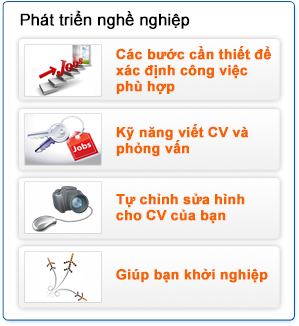 Phát triển nghề nghiệp
Jobs
Các bước cần thiết để
xác định công việc
phù hợp
Jobs
Kỹ năng viết CV và
phỏng vấn
Tự chỉnh sửa hình
cho CV của bạn
Giúp bạn khởi nghiệp